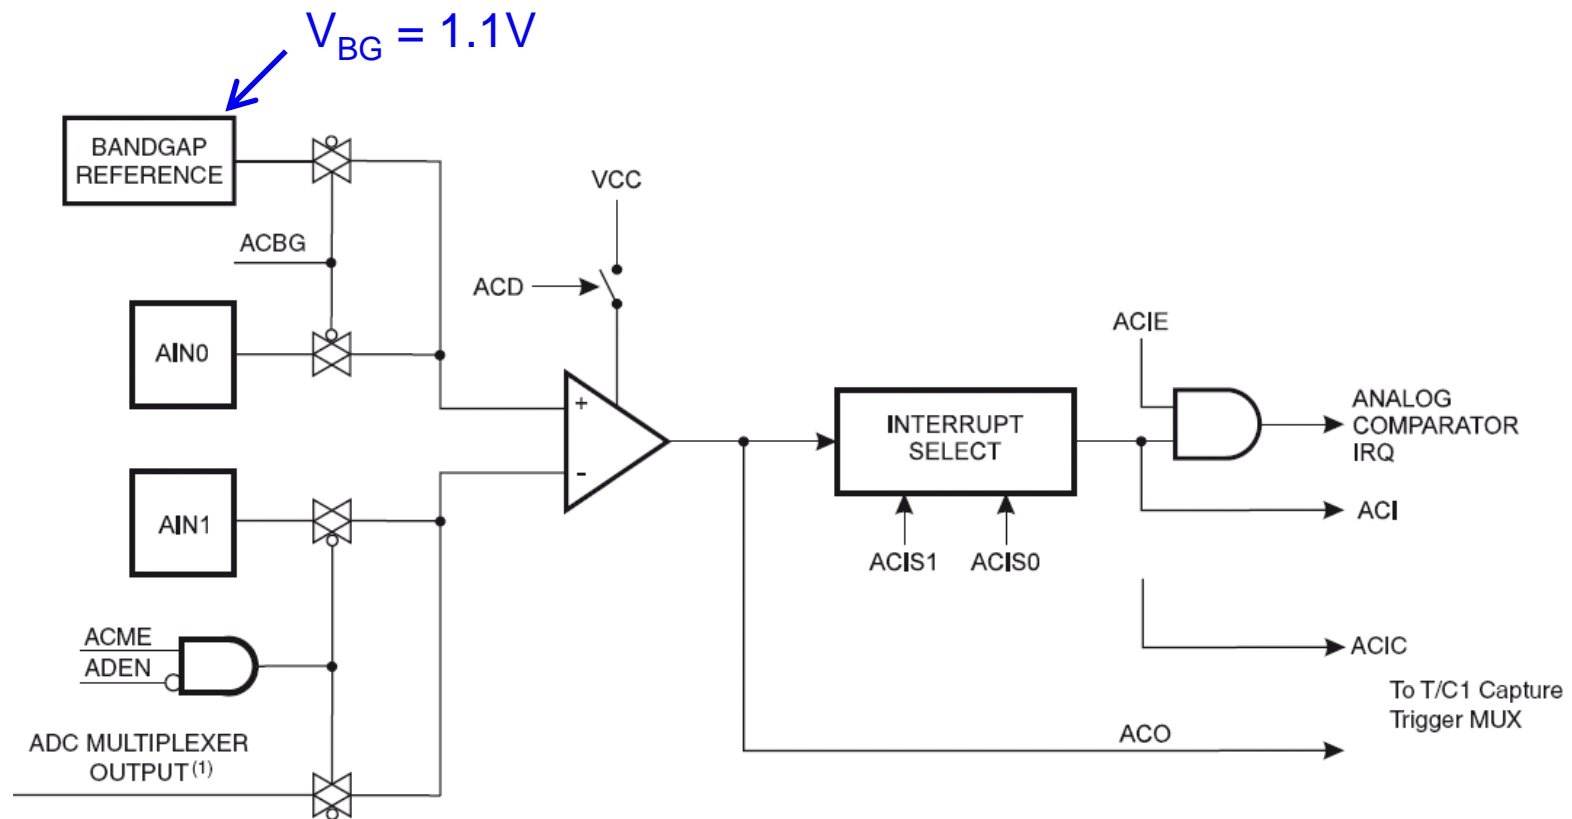 V_BG = 1.1V
BANDGAP
REFERENCE
VCC
ACBG
ACD
ACIE
AIN0
+
INTERRUPT
SELECT
ANALOG
COMPARATOR
IRQ
-
AIN1
ACI
ACIS1
ACIS0
ACME
ADEN
ACIC
To T/C1 Capture
Trigger MUX
ACO
ADC MULTIPLEXER
OUTPUT(1)